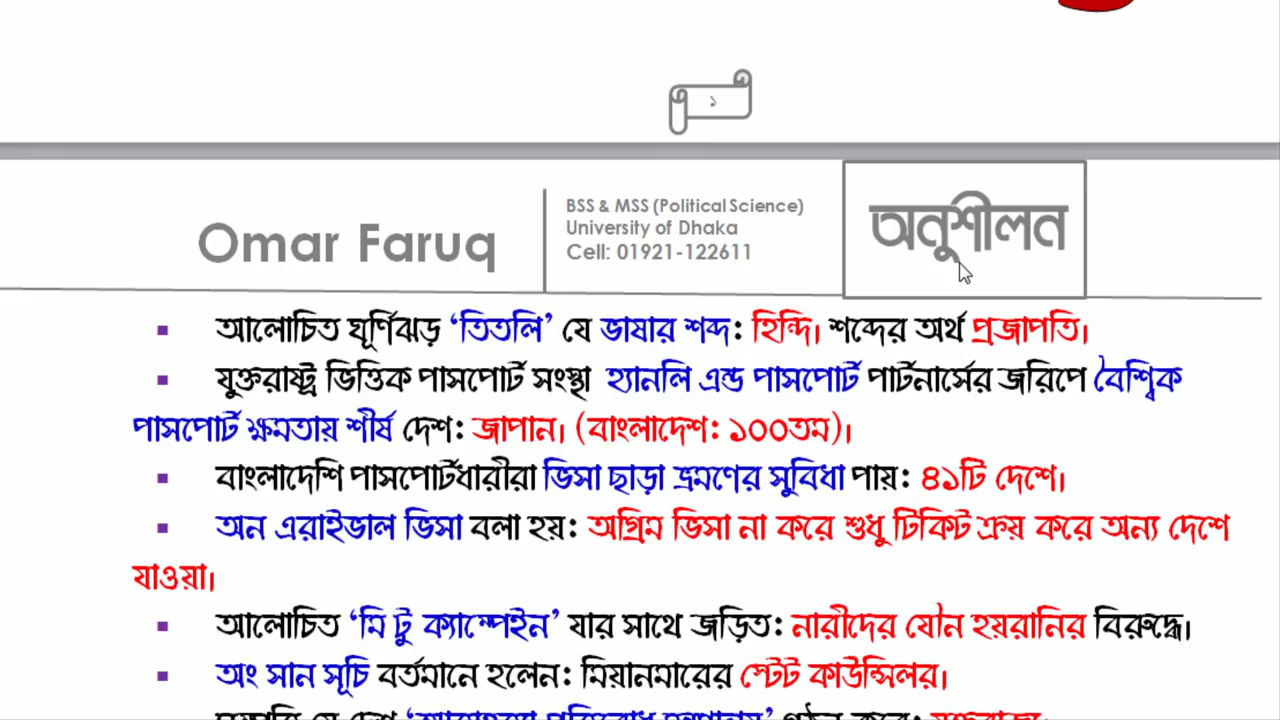 ১
Omar Faruq
BSS & MSS (Political Science)
University of Dhaka
Cell: 01921-122611
অনুশীলন
▪ আলোচিত ঘূর্ণিঝড় ‘তিতলি’ যে ভাষার শব্দ: হিন্দি। শব্দের অর্থ প্রজাপতি।
▪ যুক্তরাষ্ট্র ভিত্তিক পাসপোর্ট সংস্থা হ্যানলি এন্ড পাসপোর্ট পার্টনার্সের জরিপে বৈশ্বিক
পাসপোর্ট ক্ষমতায় শীর্ষ দেশ: জাপান। (বাংলাদেশ: ১০০তম)।
▪ বাংলাদেশি পাসপোর্টধারীরা ভিসা ছাড়া ভ্রমণের সুবিধা পায়: ৪১টি দেশে।
▪ অন এরাইভাল ভিসা বলা হয়: অগ্রিম ভিসা না করে শুধু টিকিট ক্রয় করে অন্য দেশে
যাওয়া।
▪ আলোচিত ‘মি টু ক্যাম্পেইন’ যার সাথে জড়িত: নারীদের যৌন হয়রানির বিরুদ্ধে।
▪ অং সান সূচি বর্তমানে হলেন: মিয়ানমারের স্টেট কাউন্সিলর।